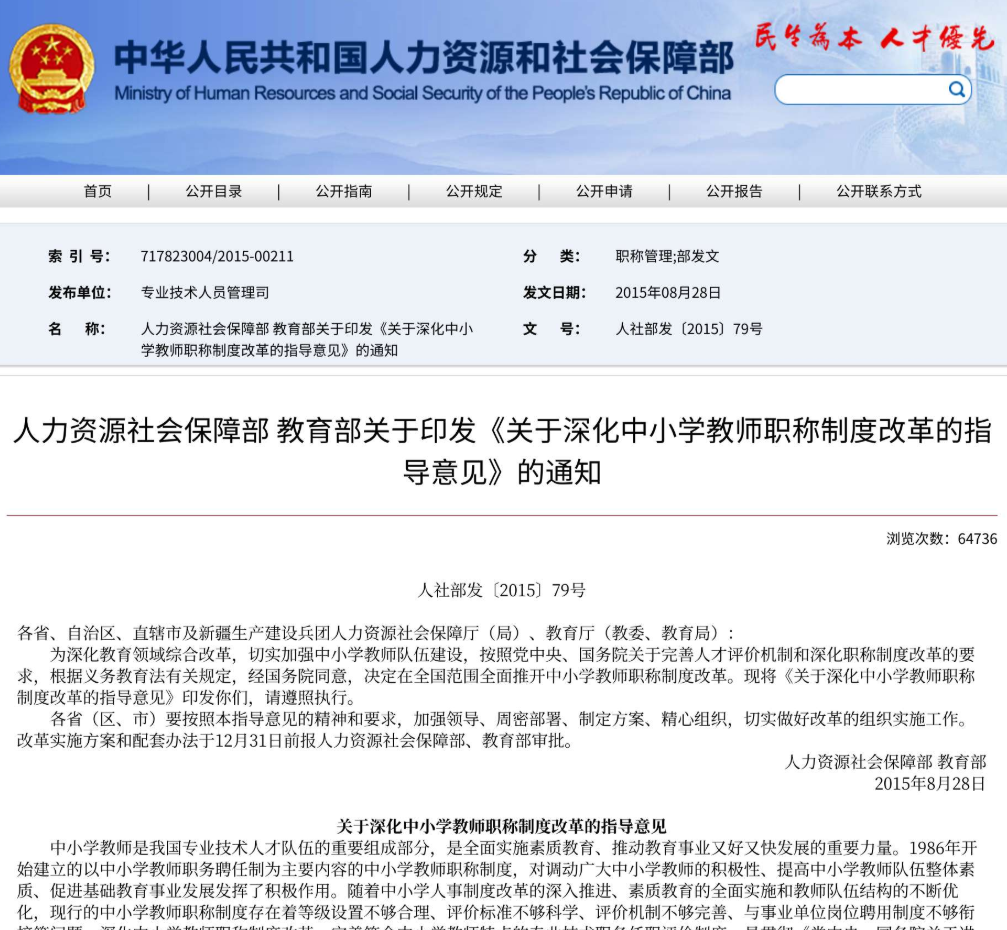 中华人民共和国人力资源和社会保障部
Ministry of Human Resources and Social Security of the People's Republic of China
民生為本 人才優先
首页 | 公开目录 | 公开指南 | 公开规定 | 公开申请 | 公开报告 | 公开联系方式
索 引 号： 717823004/2015-00211 分 类： 职称管理;部发文
发布单位： 专业技术人员管理司 发文日期： 2015年08月28日
名 称： 人力资源社会保障部 教育部关于印发《关于深化中小 文 号： 人社部发〔2015〕79号
学教师职称制度改革的指导意见》的通知
人力资源社会保障部 教育部关于印发《关于深化中小学教师职称制度改革的指
导意见》的通知
浏览次数：64736
人社部发〔2015〕79号
各省、自治区、直辖市及新疆生产建设兵团人力资源社会保障厅（局）、教育厅（教委、教育局）：
为深化教育领域综合改革，切实加强中小学教师队伍建设，按照党中央、国务院关于完善人才评价机制和深化职称制度改革的要
求，根据义务教育法有关规定，经国务院同意，决定在全国范围全面推开中小学教师职称制度改革。现将《关于深化中小学教师职称
制度改革的指导意见》印发你们，请遵照执行。
各省（区、市）要按照本指导意见的精神和要求，加强领导、周密部署、制定方案、精心组织，切实做好改革的组织实施工作。
改革实施方案和配套办法于12月31日前报人力资源社会保障部、教育部审批。
人力资源社会保障部 教育部
2015年8月28日
关于深化中小学教师职称制度改革的指导意见
中小学教师是我国专业技术人才队伍的重要组成部分，是全面实施素质教育、推动教育事业又好又快发展的重要力量。1986年开
始建立的以中小学教师职务聘任制为主要内容的中小学教师职称制度，对调动广大中小学教师的积极性、提高中小学教师队伍整体素
质、促进基础教育事业发展发挥了积极作用。随着中小学人事制度改革的深入推进、素质教育的全面实施和教师队伍结构的不断优
化，现行的中小学教师职称制度存在着等级设置不够合理、评价标准不够科学、评价机制不够完善、与事业单位岗位聘用制度不够衔